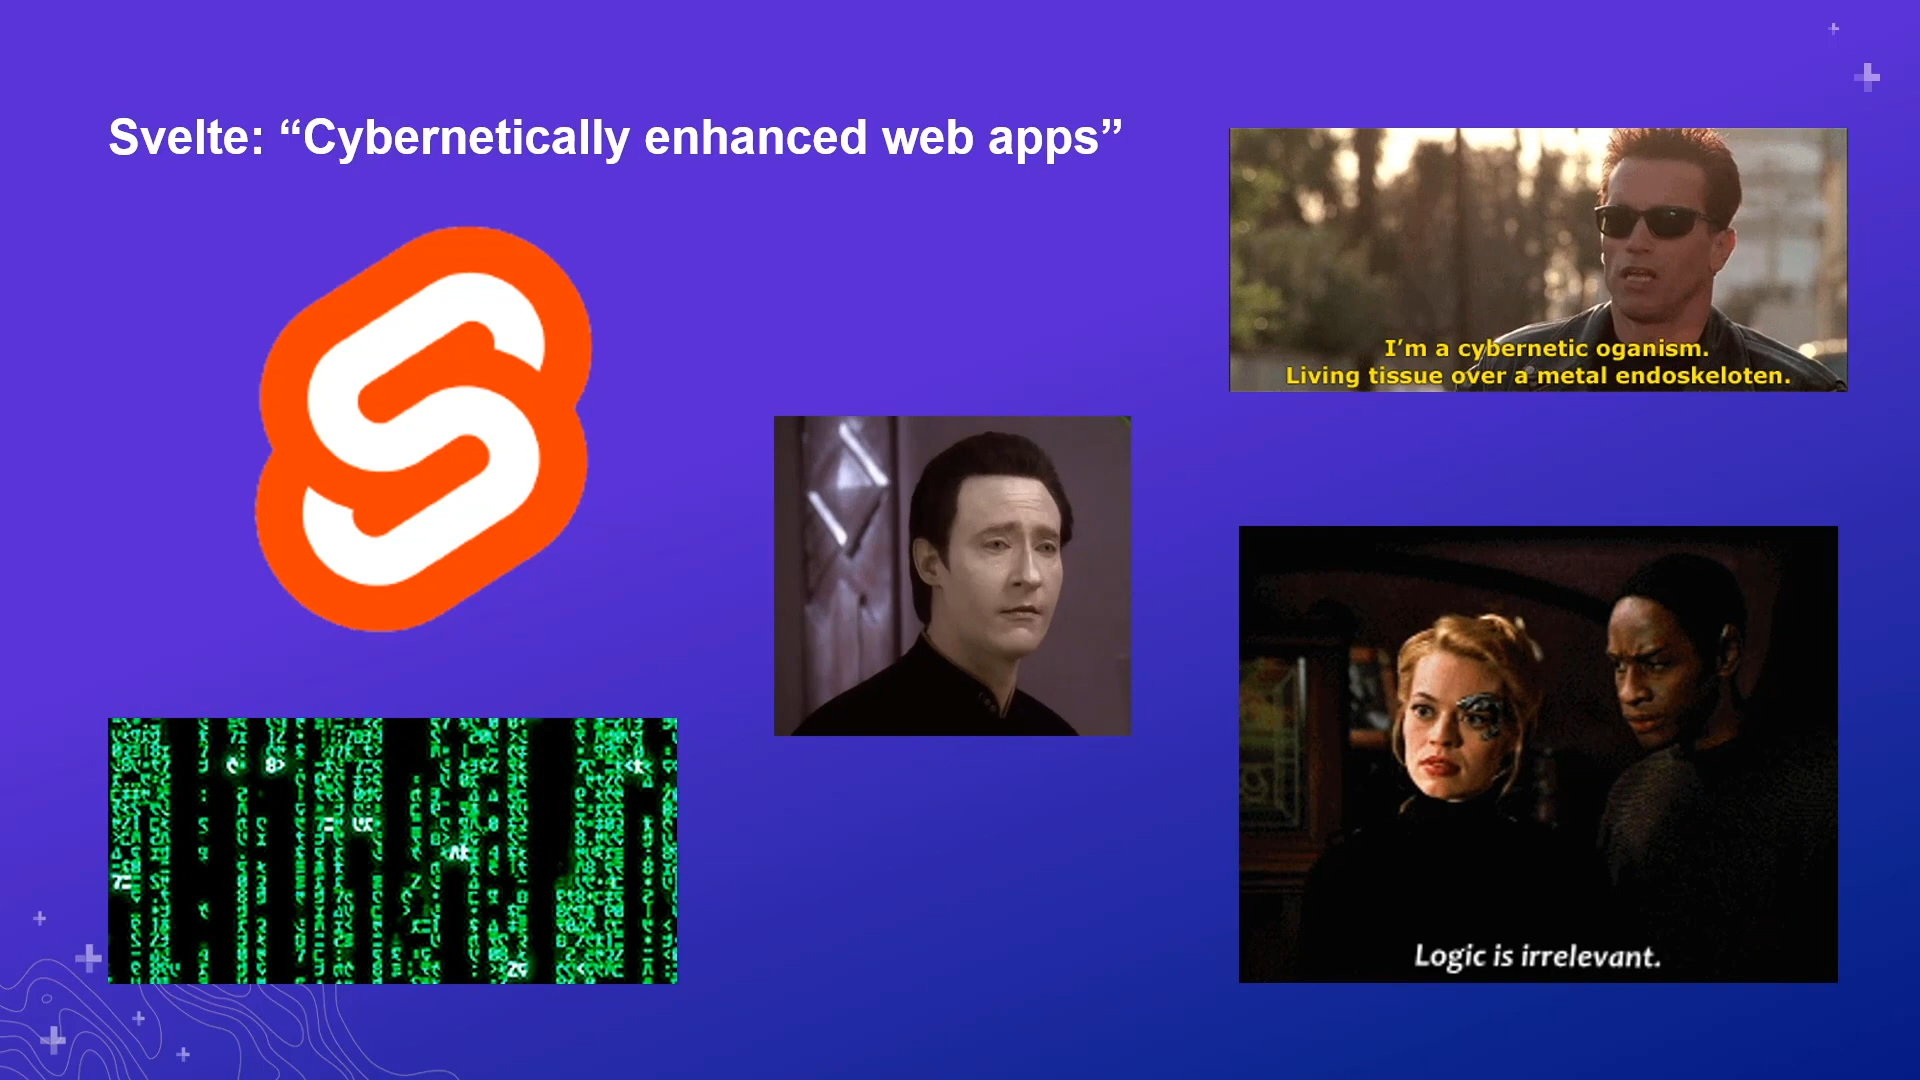 Svelte: “Cybernetically enhanced web apps”
I’m a cybernetic oganism.
Living tissue over a metal endoskeloten.
Logic is irrelevant.